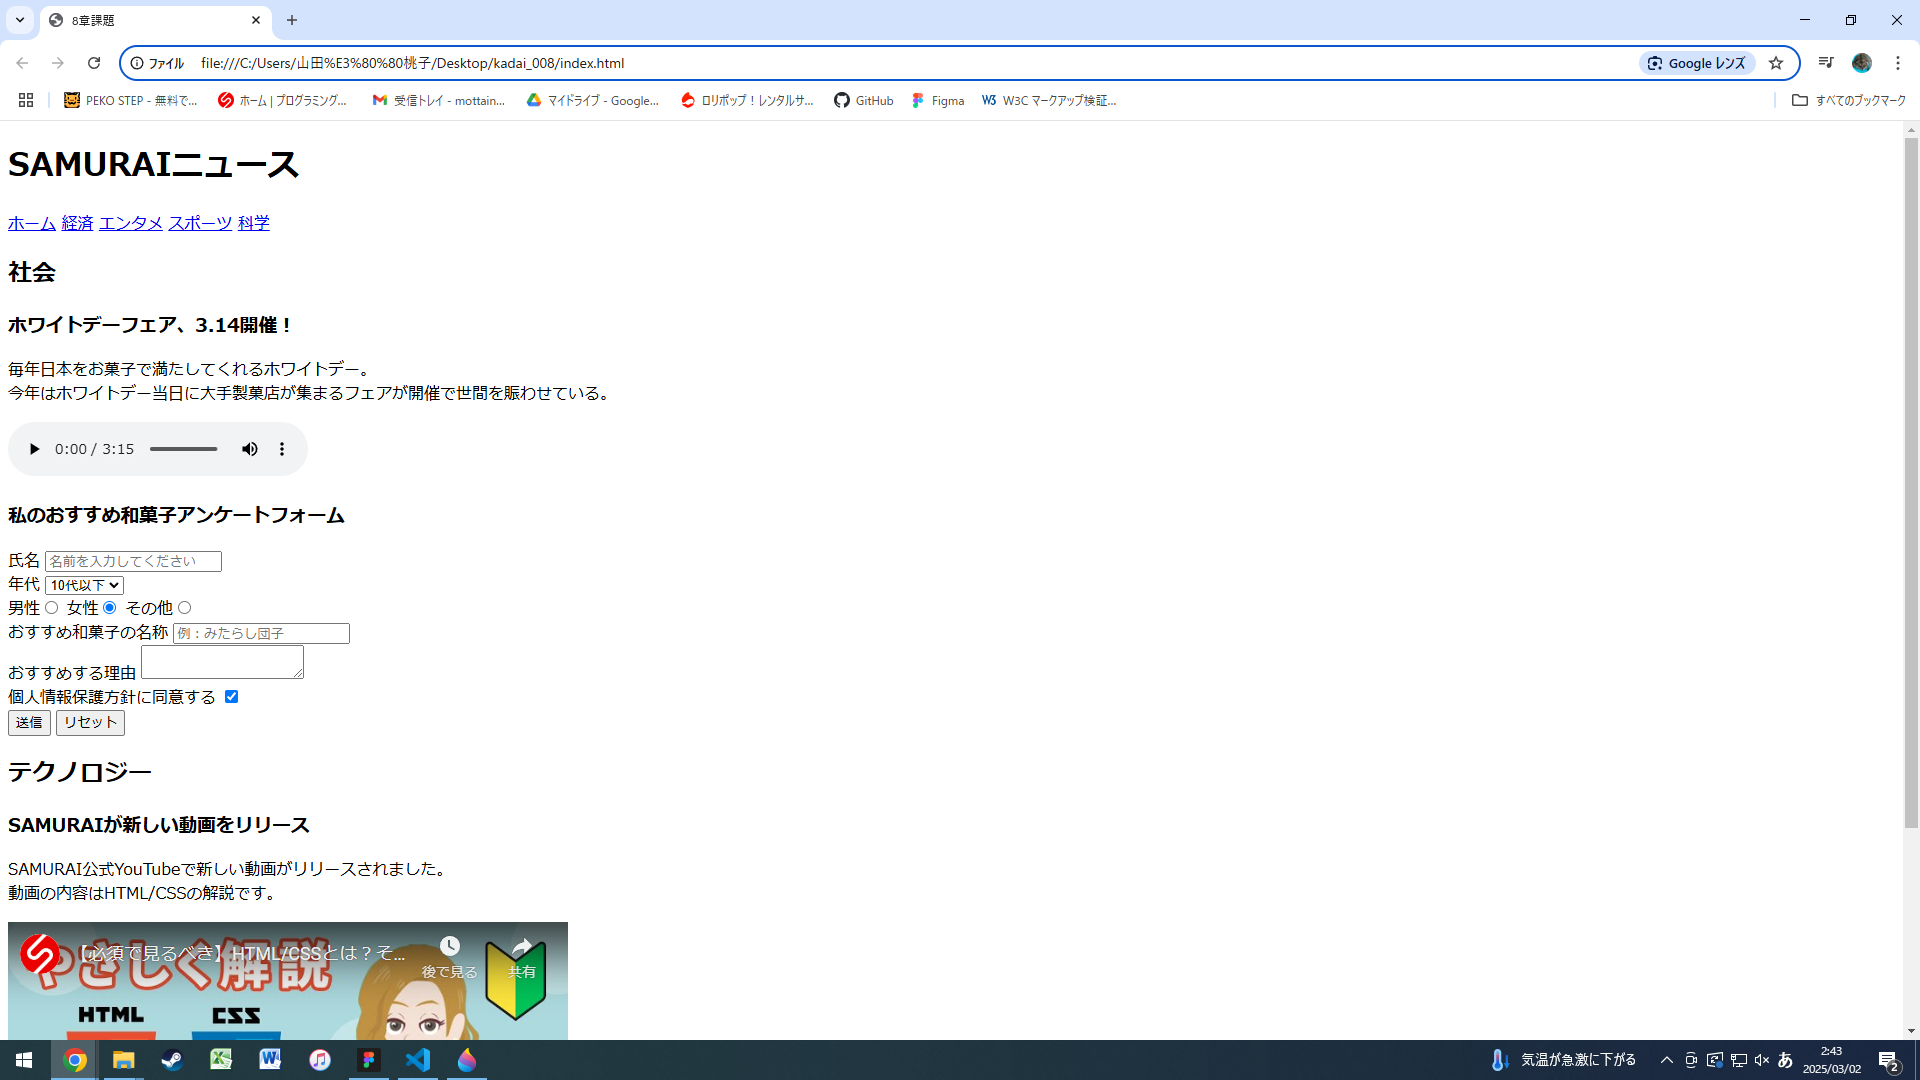 8章課題
ファイル file:///C:/Users/山田%E3%80%80桃子/Desktop/kadai_008/index.html Google レンズ
PEKO STEP - 無料で... ホーム | プログラミング... 受信トレイ - mottain... マイドライブ - Google... ロリポップ！レンタルサ... GitHub Figma W3C マークアップ検証... すべてのブックマーク
SAMURAIニュース
ホーム 経済 エンタメ スポーツ 科学
社会
ホワイトデーフェア、3.14開催！
毎年日本をお菓子で満たしてくれるホワイトデー。
今年はホワイトデー当日に大手製菓店が集まるフェアが開催で世間を賑わせている。
0:00 / 3:15
私のおすすめ和菓子アンケートフォーム
氏名 名前を入力してください
年代 10代以下
男性 女性 その他
おすすめ和菓子の名称 例：みたらし団子
おすすめする理由
個人情報保護方針に同意する
送信 リセット
テクノロジー
SAMURAIが新しい動画をリリース
SAMURAI公式YouTubeで新しい動画がリリースされました。
動画の内容はHTML/CSSの解説です。
【必須で見るべき】HTML/CSSとは？そ...
後で見る 共有
やさしく解説
HTML CSS
気温が急激に下がる あ 2:43
2025/03/02 2